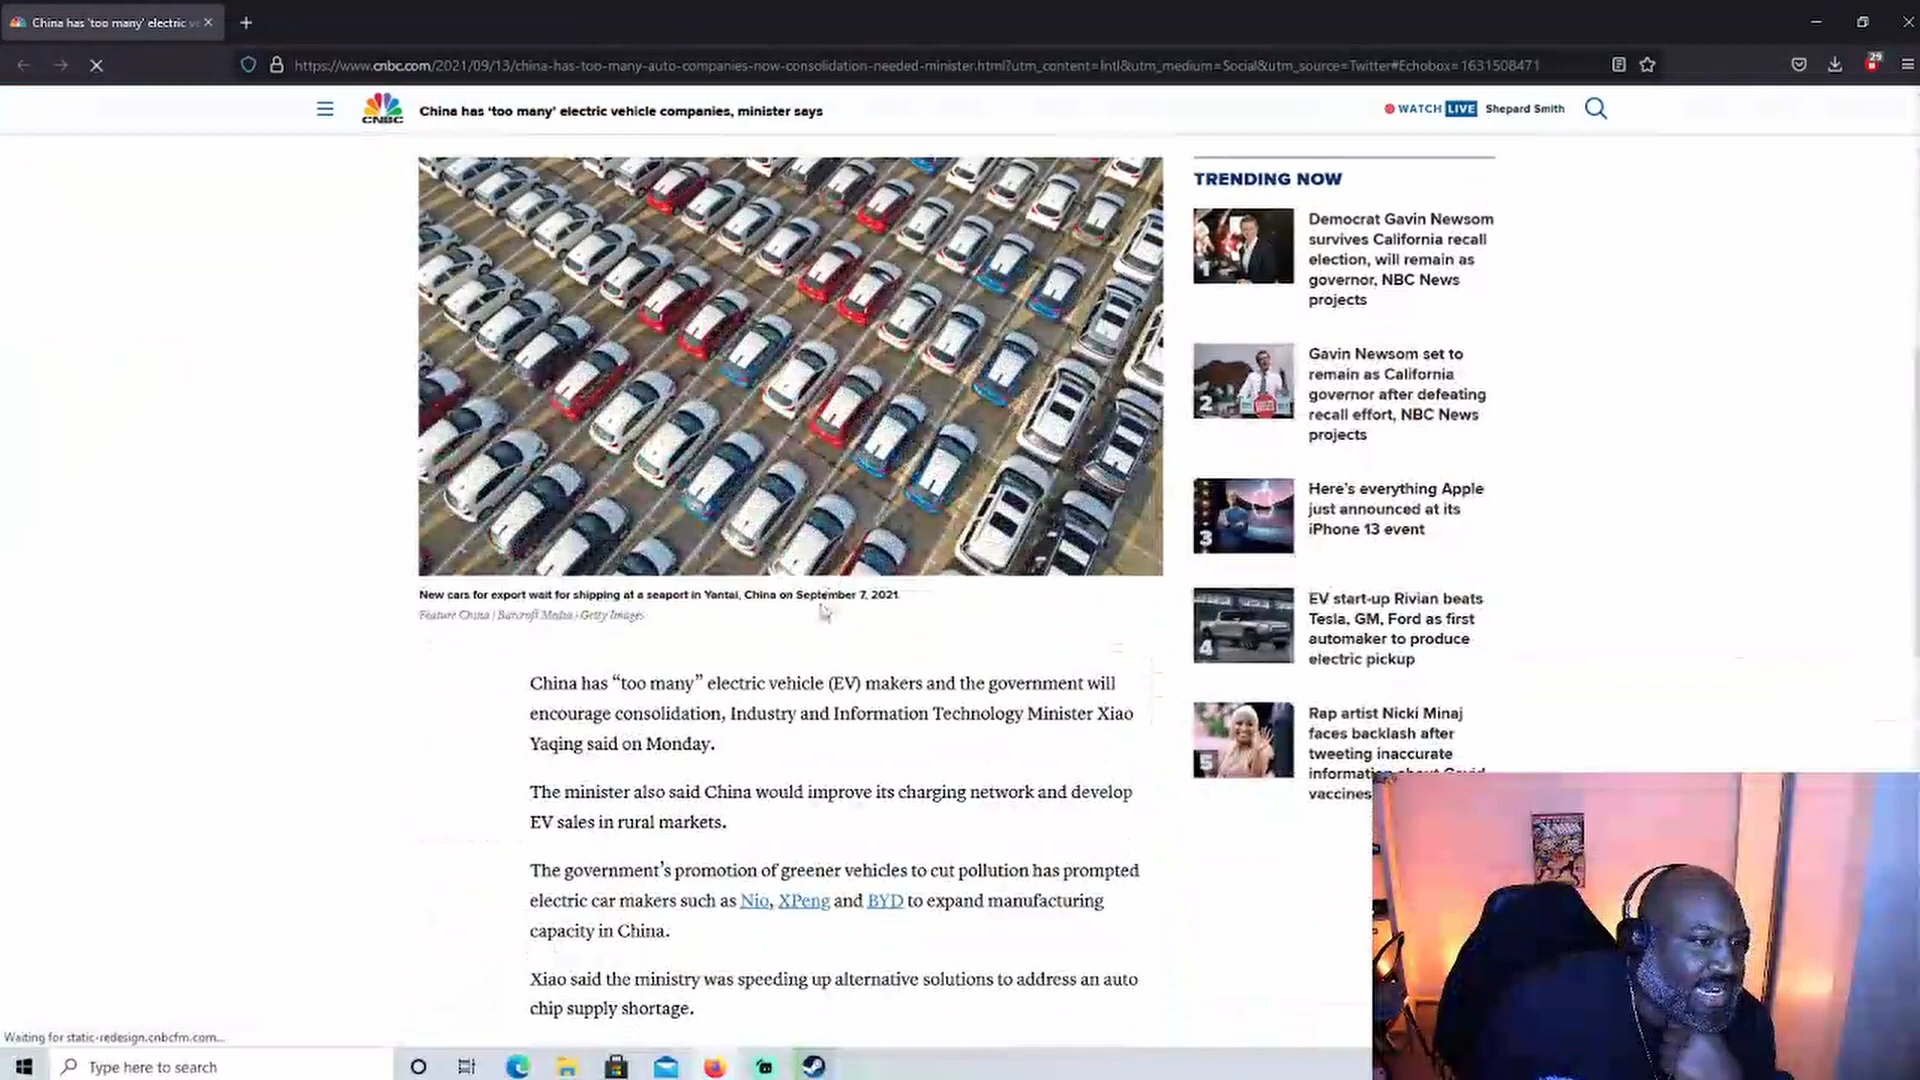 China has 'too many' electric ve
https://www.cnbc.com/2021/09/13/china-has-too-many-auto-companies-now-consolidation-needed-minister.html?utm_content=Intl&utm_medium=Social&utm_source=Twitter#Echobox=1631508471
29
CNBC
China has ‘too many’ electric vehicle companies, minister says
WATCH LIVE Shepard Smith
New cars for export wait for shipping at a seaport in Yantai, China on September 7, 2021.
Feature China | Barcroft Media | Getty Images
China has “too many” electric vehicle (EV) makers and the government will
encourage consolidation, Industry and Information Technology Minister Xiao
Yaqing said on Monday.
The minister also said China would improve its charging network and develop
EV sales in rural markets.
The government’s promotion of greener vehicles to cut pollution has prompted
electric car makers such as Nio, XPeng and BYD to expand manufacturing
capacity in China.
Xiao said the ministry was speeding up alternative solutions to address an auto
chip supply shortage.
TRENDING NOW
1
Democrat Gavin Newsom
survives California recall
election, will remain as
governor, NBC News
projects
2
Gavin Newsom set to
remain as California
governor after defeating
recall effort, NBC News
projects
3
Here’s everything Apple
just announced at its
iPhone 13 event
4
EV start-up Rivian beats
Tesla, GM, Ford as first
automaker to produce
electric pickup
5
Rap artist Nicki Minaj
faces backlash after
tweeting inaccurate
information about Covid
vaccines
X-MEN
Waiting for static-redesign.cnbcfm.com...
Type here to search